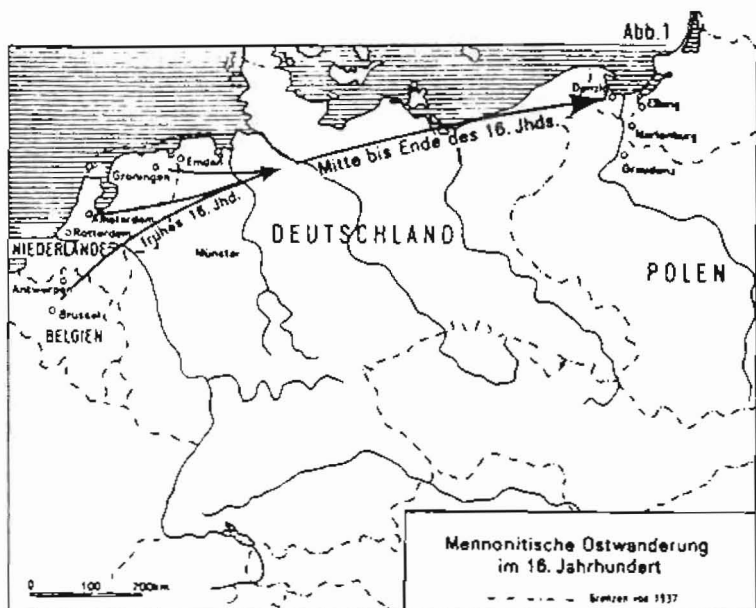 Abb.1
Danzig
Elbing
Marienburg
Graudenz
Mitte bis Ende des 16. Jhds.
Emden
Groningen
Amsterdam
frühes 16. Jhd.
Rotterdam
NIEDERLANDE
Münster
DEUTSCHLAND
POLEN
Antwerpen
Brüssel
BELGIEN
Mennonitische Ostwanderung
im 16. Jahrhundert
Grenzen von 1937
0 100 200km